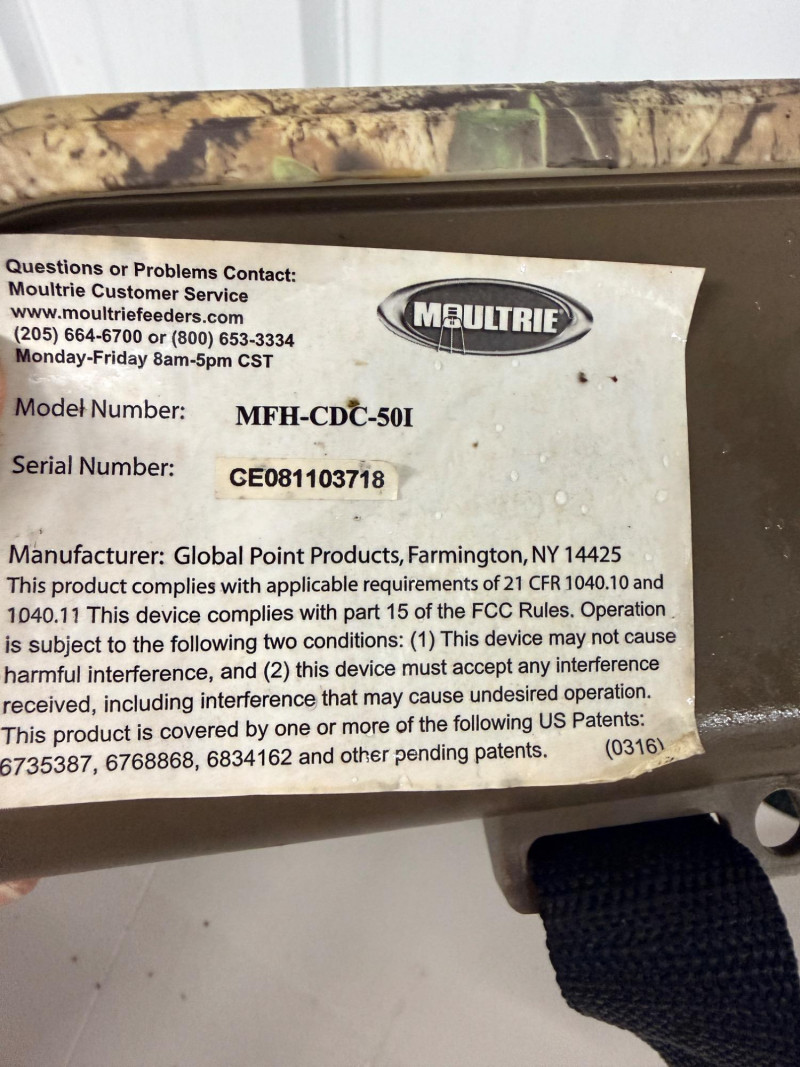 Questions or Problems Contact:
Moultrie Customer Service
www.moultriefeeders.com
(205) 664-6700 or (800) 653-3334
Monday-Friday 8am-5pm CST
MOULTRIE
Model Number: MFH-CDC-50I
Serial Number: GE081103718
Manufacturer: Global Point Products, Farmington, NY 14425
This product complies with applicable requirements of 21 CFR 1040.10 and
1040.11 This device complies with part 15 of the FCC Rules. Operation
is subject to the following two conditions: (1) This device may not cause
harmful interference, and (2) this device must accept any interference
received, including interference that may cause undesired operation.
This product is covered by one or more of the following US Patents:
6735387, 6768868, 6834162 and other pending patents. (0316)